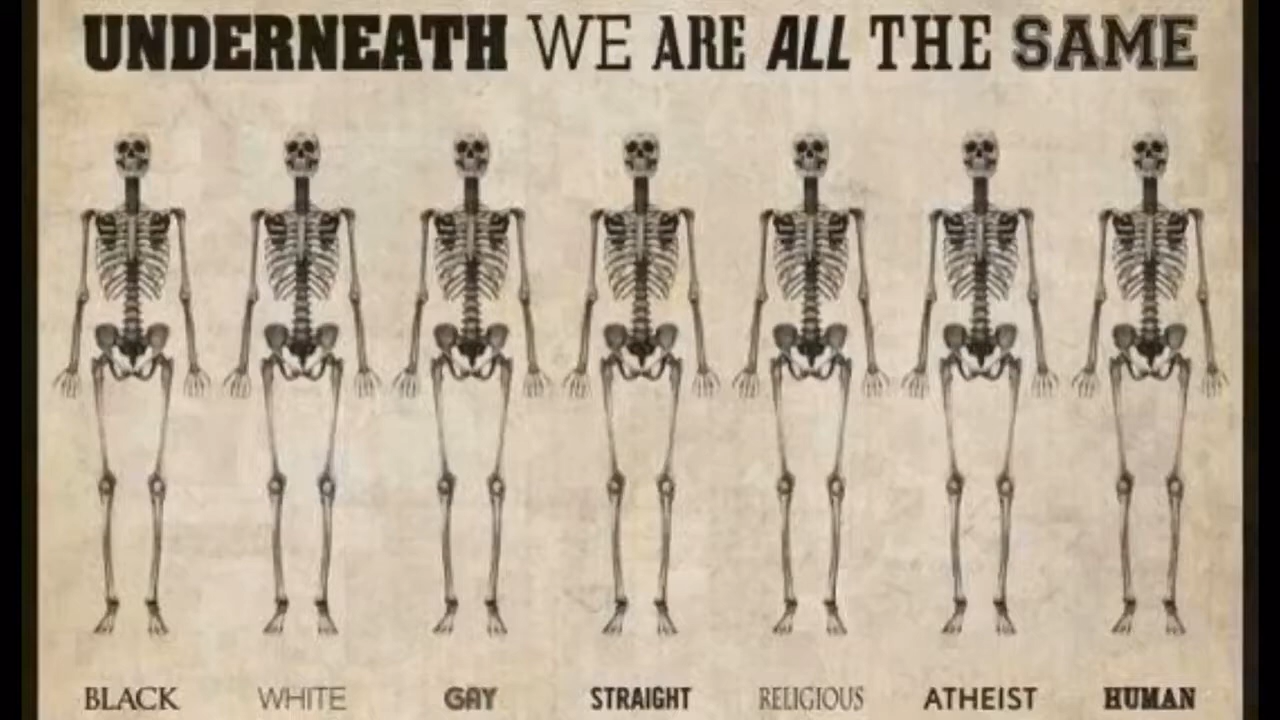 UNDERNEATH WE ARE ALL THE SAME
BLACK WHITE GAY STRAIGHT RELIGIOUS ATHEIST HUMAN